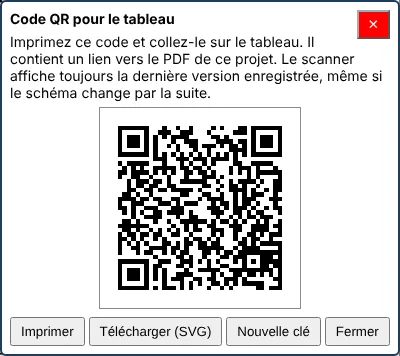 Code QR pour le tableau
×
Imprimez ce code et collez-le sur le tableau. Il
contient un lien vers le PDF de ce projet. Le scanner
affiche toujours la dernière version enregistrée, même si
le schéma change par la suite.
Imprimer
Télécharger (SVG)
Nouvelle clé
Fermer